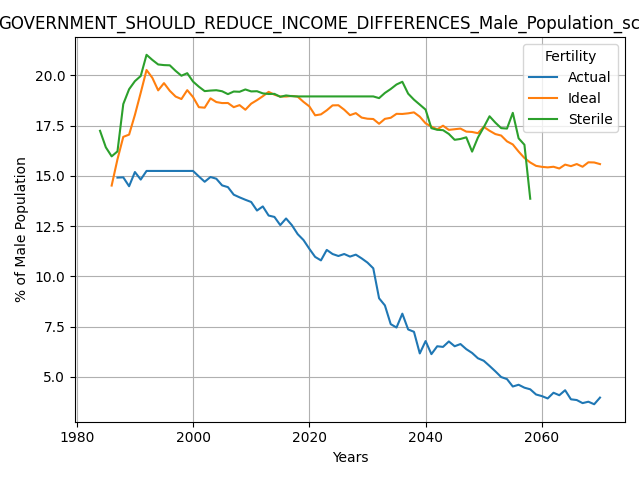 GOVERNMENT_SHOULD_REDUCE_INCOME_DIFFERENCES_Male_Population_sc
Fertility
Actual
Ideal
Sterile
% of Male Population
20.0
17.5
15.0
12.5
10.0
7.5
5.0
1980
2000
2020
2040
2060
Years